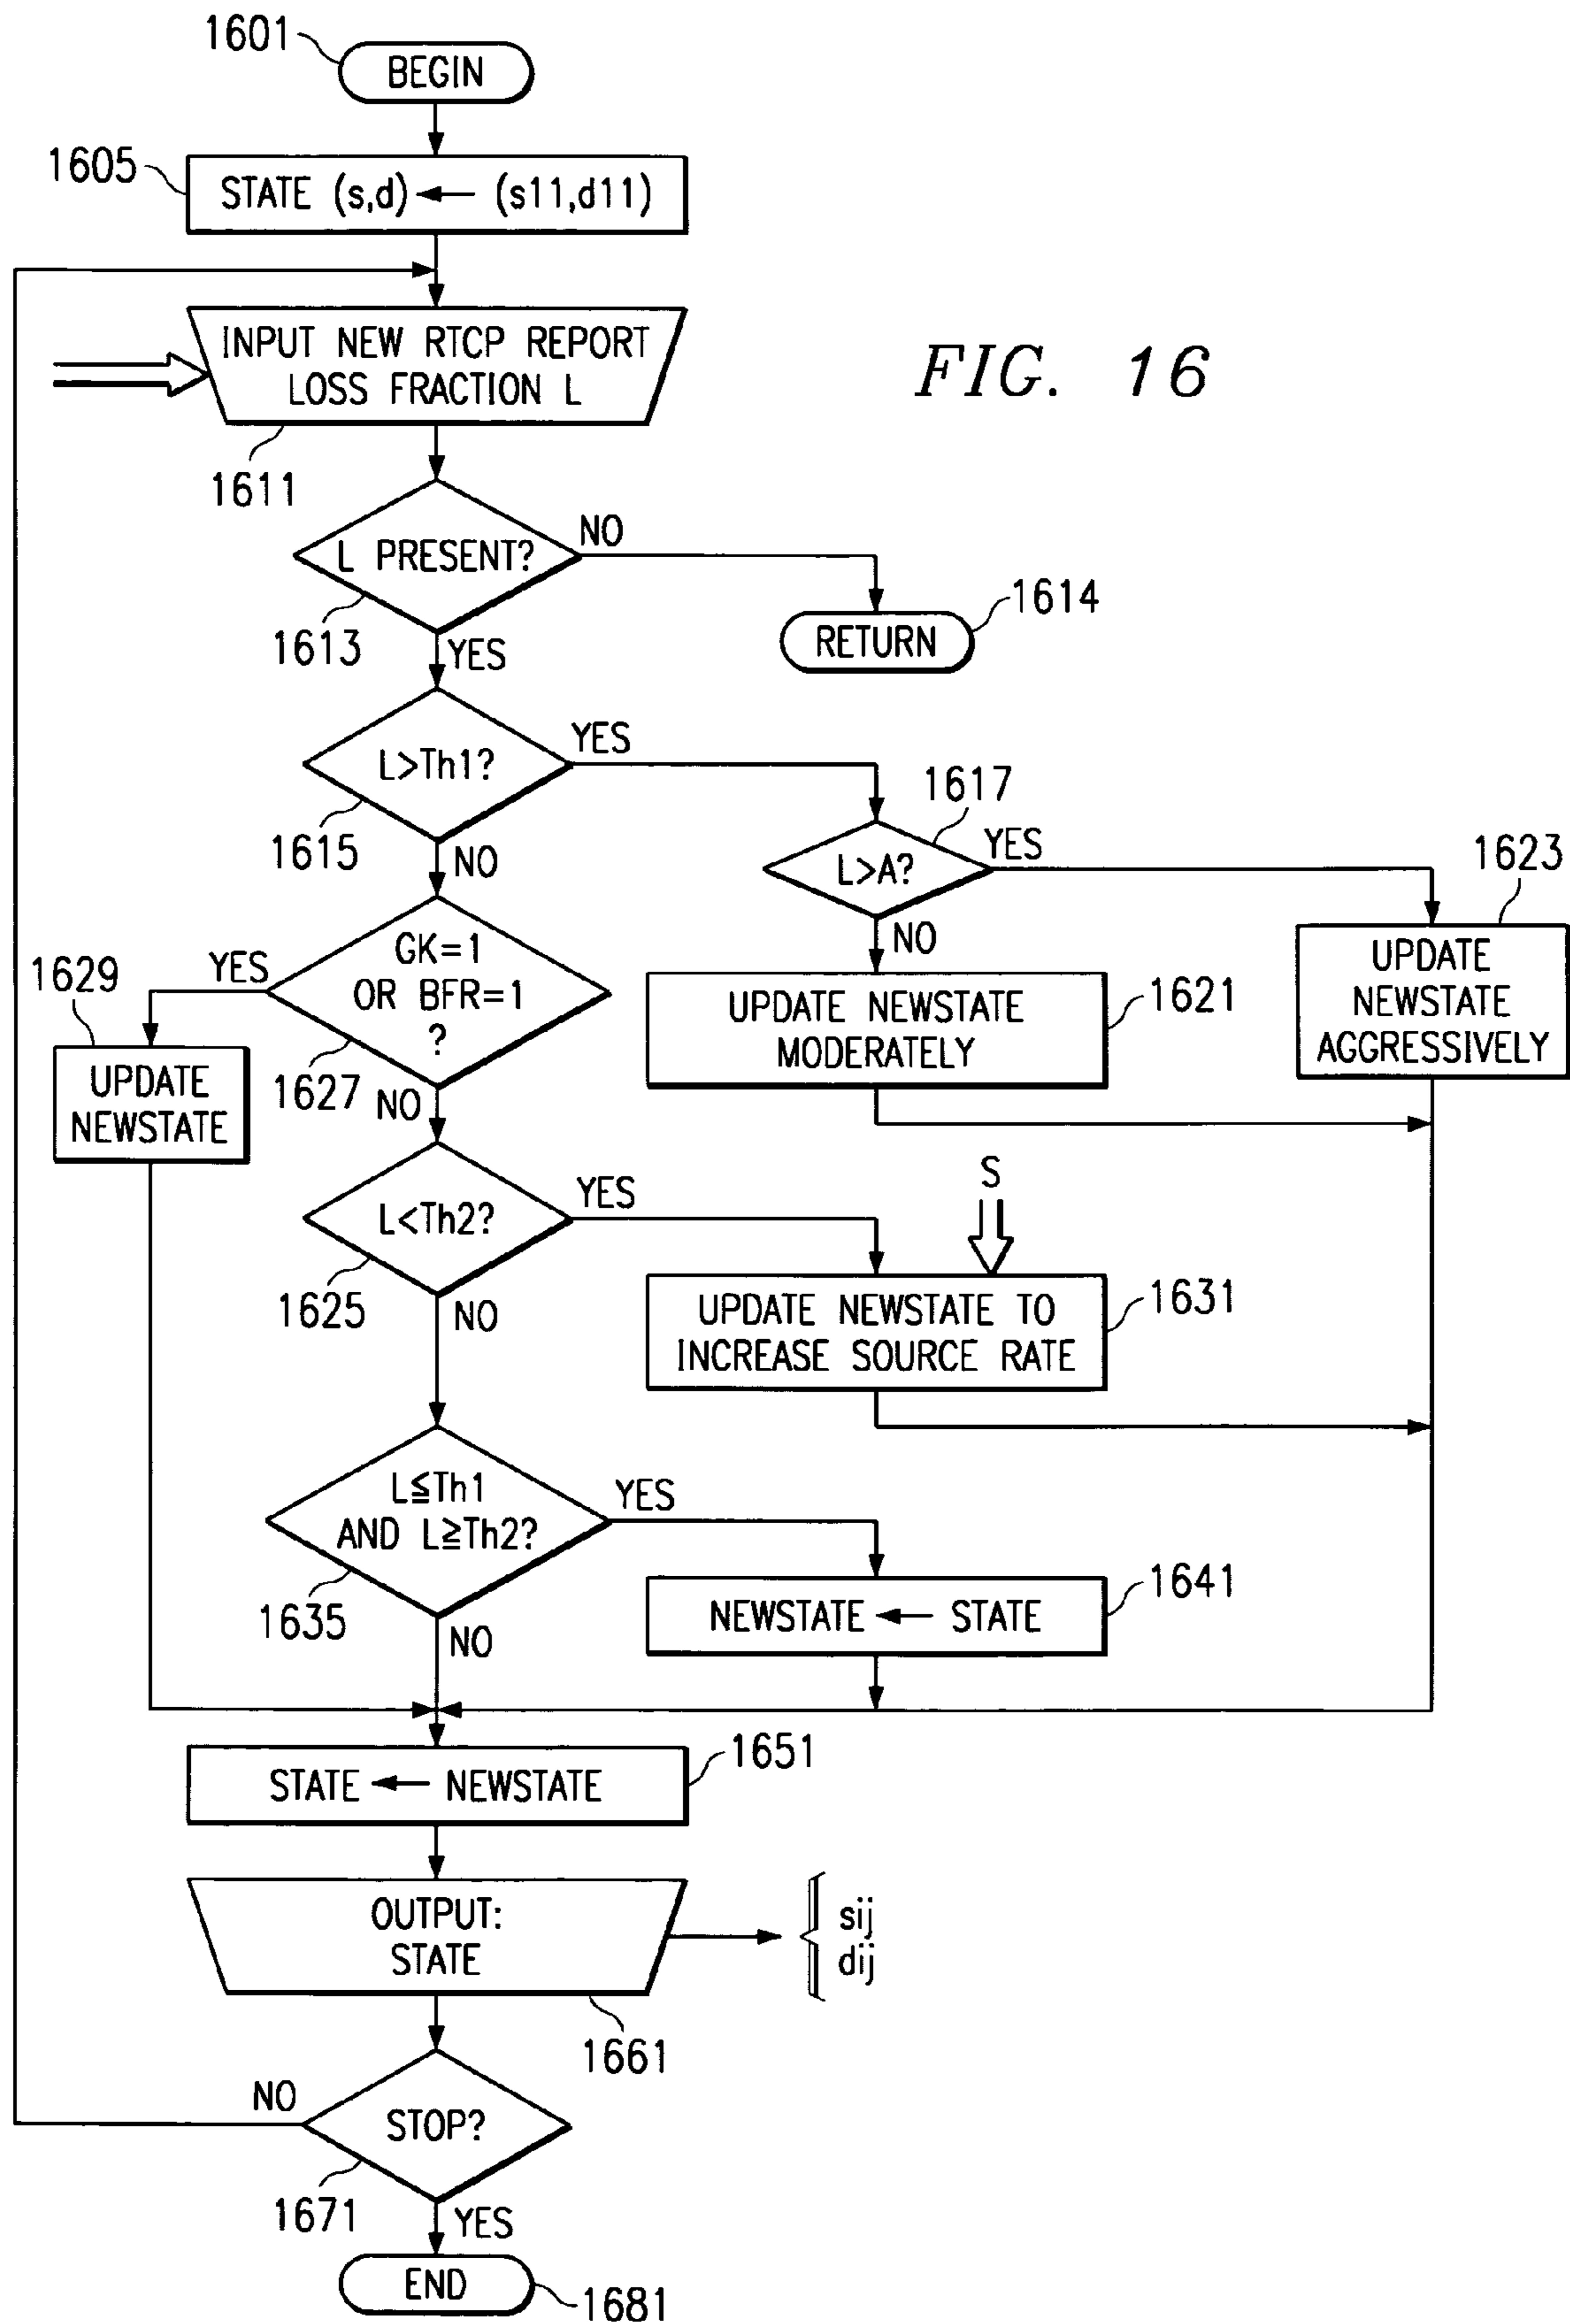 1601
BEGIN
1605
STATE (s,d) ← (s11,d11)
INPUT NEW RTCP REPORT
LOSS FRACTION L
FIG. 16
1611
L PRESENT?
NO
1613
YES
1614
RETURN
L>Th1?
YES
1615
NO
1617
L>A?
YES
NO
1623
UPDATE
NEWSTATE
AGGRESSIVELY
1621
UPDATE NEWSTATE
MODERATELY
GK=1
OR BFR=1
?
YES
1627
NO
1629
UPDATE
NEWSTATE
L<Th2?
YES
1625
NO
S
1631
UPDATE NEWSTATE TO
INCREASE SOURCE RATE
L≦Th1
AND L≧Th2?
YES
1635
NO
1641
NEWSTATE ← STATE
1651
STATE ← NEWSTATE
OUTPUT:
STATE
sij
dij
1661
STOP?
NO
1671
YES
END
1681